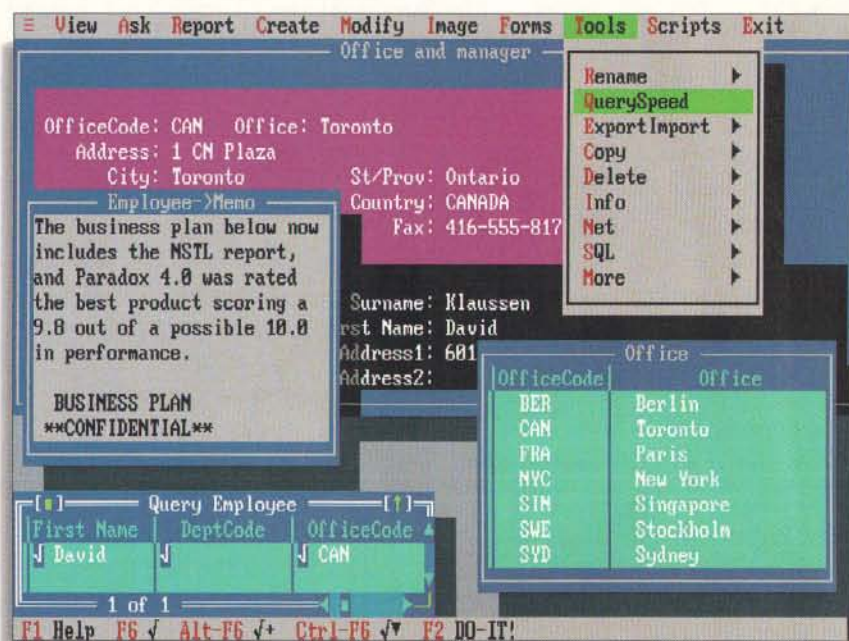 ≡ View Ask Report Create Modify Image Forms Tools Scripts Exit
Office and manager
OfficeCode: CAN Office: Toronto
Address: 1 CN Plaza
City: Toronto St/Prov: Ontario
Country: CANADA
Fax: 416-555-817
Rename
QuerySpeed
ExportImport
Copy
Delete
Info
Net
SQL
More
Employee->Memo
The business plan below now
includes the NSTL report,
and Paradox 4.0 was rated
the best product scoring a
9.8 out of a possible 10.0
in performance.
BUSINESS PLAN
**CONFIDENTIAL**
Surname: Klaussen
rst Name: David
Address1: 601
Address2:
Office
OfficeCode Office
BER Berlin
CAN Toronto
FRA Paris
NYC New York
SIN Singapore
SWE Stockholm
SYD Sydney
Query Employee
First Name DeptCode OfficeCode
√ David √ √ CAN
1 of 1
F1 Help F6 √ Alt-F6 √+ Ctrl-F6 √▼ F2 DO-IT!